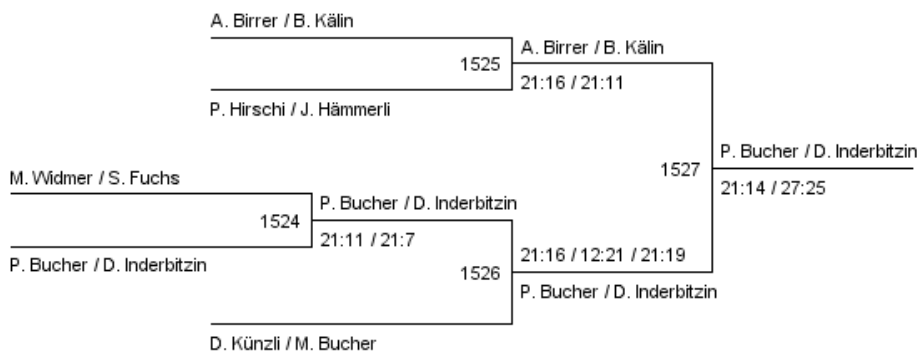 A. Birrer / B. Kälin
1525
A. Birrer / B. Kälin
21:16 / 21:11
P. Hirschi / J. Hämmerli
1527
P. Bucher / D. Inderbitzin
21:14 / 27:25
M. Widmer / S. Fuchs
1524
P. Bucher / D. Inderbitzin
21:11 / 21:7
P. Bucher / D. Inderbitzin
1526
21:16 / 12:21 / 21:19
P. Bucher / D. Inderbitzin
D. Künzli / M. Bucher